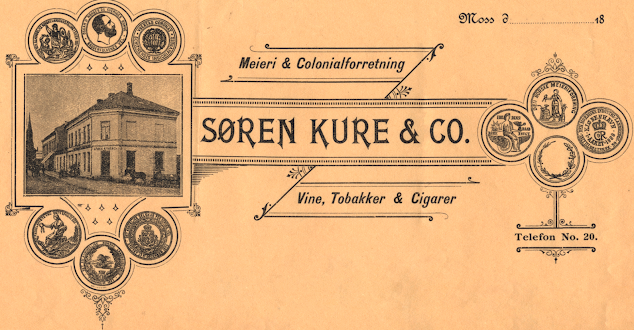 Moss d 18
Meieri & Colonialforretning
SØREN KURE & CO.
Vine, Tobakker & Cigarer
Telefon No. 20.